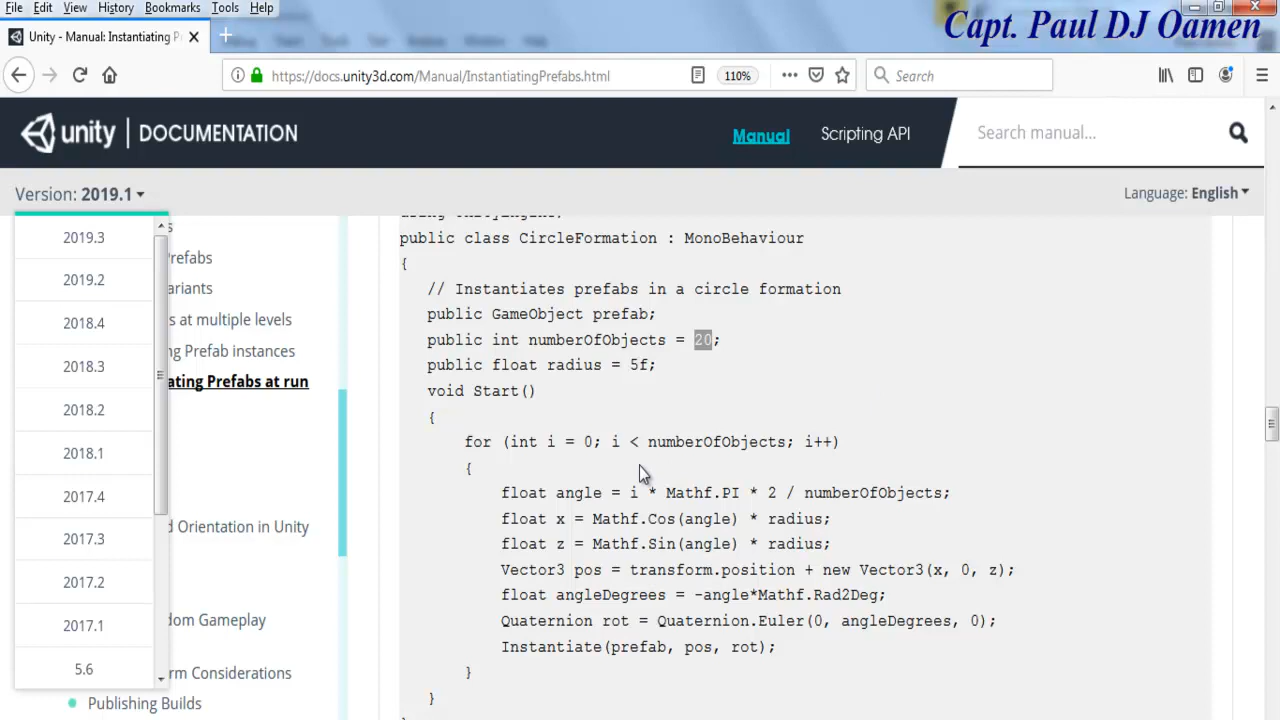 File Edit View History Bookmarks Tools Help
Capt. Paul DJ Oamen
Unity - Manual: Instantiating P
https://docs.unity3d.com/Manual/InstantiatingPrefabs.html
110%
Search
unity | DOCUMENTATION
Manual
Scripting API
Search manual...
Version: 2019.1
Language: English
2019.3
2019.2
2018.4
2018.3
2018.2
2018.1
2017.4
2017.3
2017.2
2017.1
5.6
s
Prefabs
ariants
s at multiple levels
ng Prefab instances
ating Prefabs at run
d Orientation in Unity
dom Gameplay
rm Considerations
Publishing Builds
public class CircleFormation : MonoBehaviour
{
// Instantiates prefabs in a circle formation
public GameObject prefab;
public int numberOfObjects = 20;
public float radius = 5f;
void Start()
{
for (int i = 0; i < numberOfObjects; i++)
{
float angle = i * Mathf.PI * 2 / numberOfObjects;
float x = Mathf.Cos(angle) * radius;
float z = Mathf.Sin(angle) * radius;
Vector3 pos = transform.position + new Vector3(x, 0, z);
float angleDegrees = -angle*Mathf.Rad2Deg;
Quaternion rot = Quaternion.Euler(0, angleDegrees, 0);
Instantiate(prefab, pos, rot);
}
}